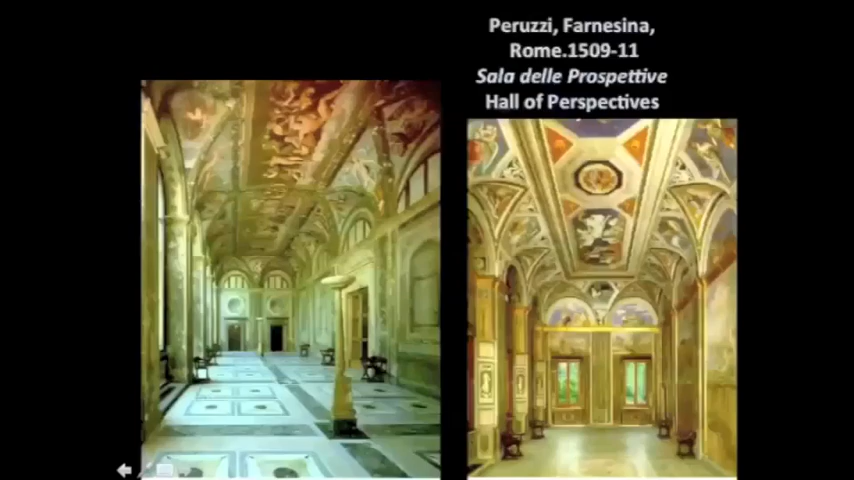 Peruzzi, Farnesina,
Rome.1509-11
Sala delle Prospettive
Hall of Perspectives